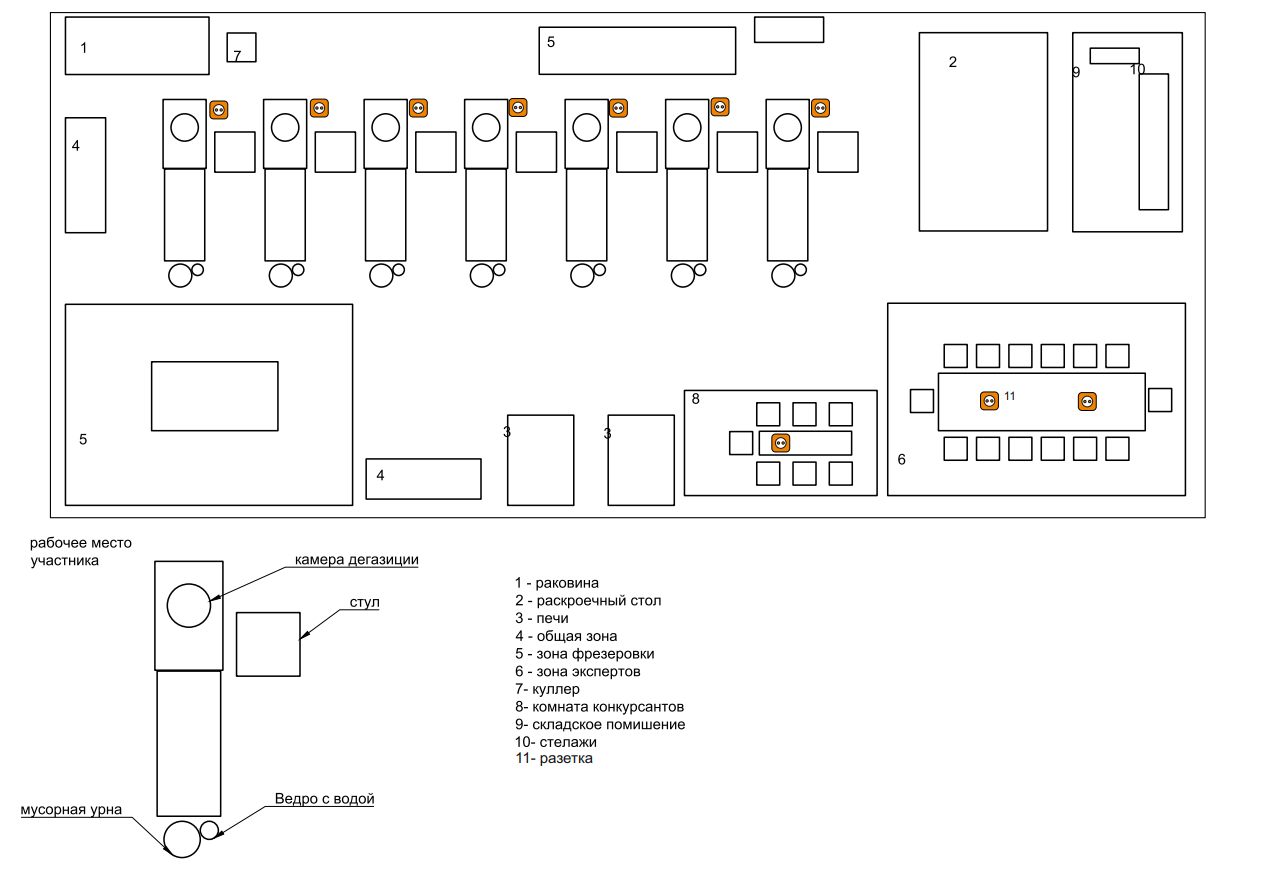 1
7
5
2
9
10
4
5
4
3
3
8
11
6
рабочее место
участника
камера дегазиции
стул
мусорная урна
Ведро с водой
1 - раковина
2 - раскроечный стол
3 - печи
4 - общая зона
5 - зона фрезеровки
6 - зона экспертов
7- куллер
8- комната конкурсантов
9- складское помишение
10- стелажи
11- разетка